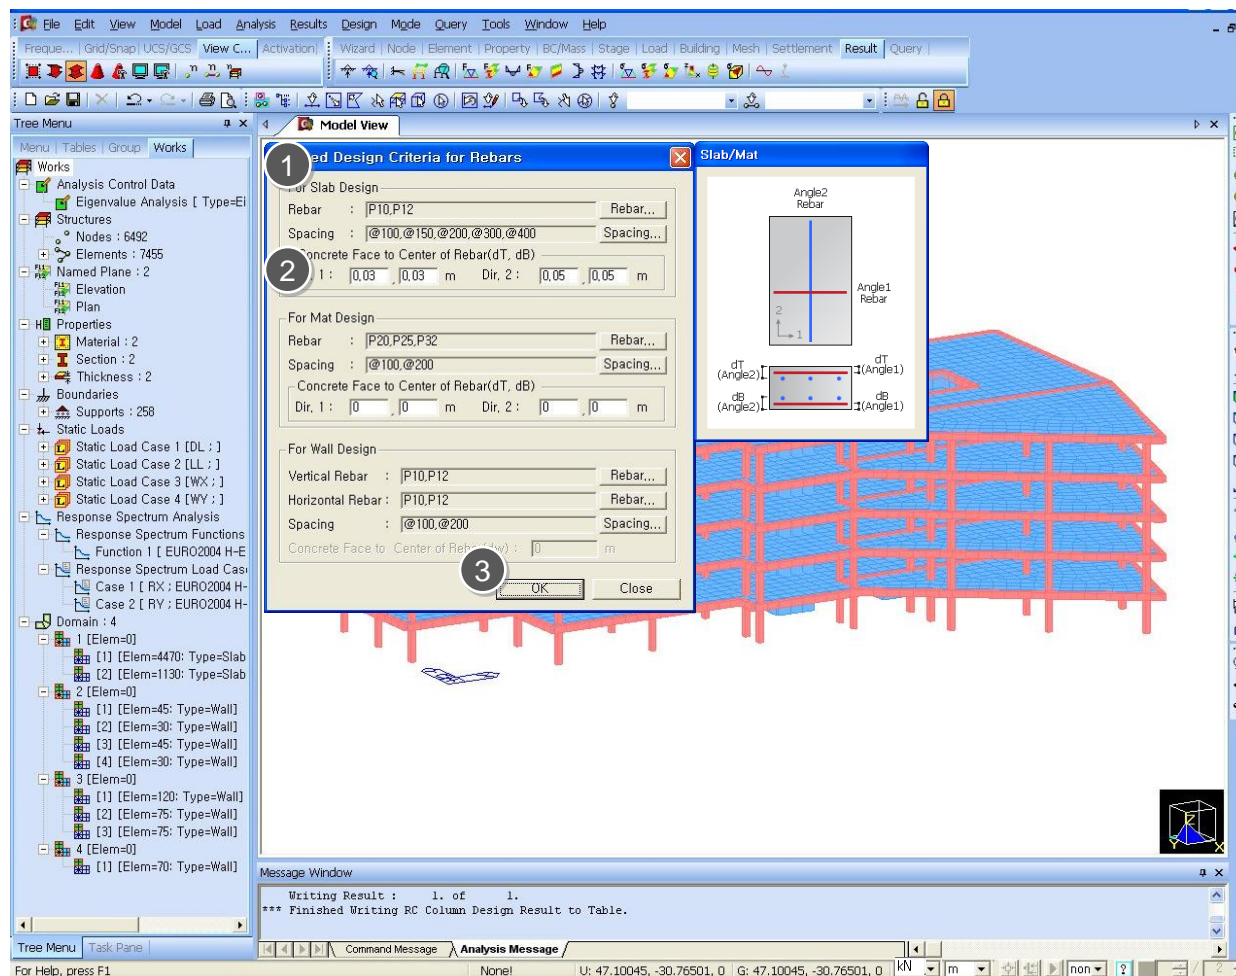 File Edit View Model Load Analysis Results Design Mode Query Tools Window Help
Freque... Grid/Snap UCS/GCS View C... Activation Wizard Node Element Property BC/Mass Stage Load Building Mesh Settlement Result Query
Tree Menu
Model View
Menu Tables Group Works
Works
Analysis Control Data
Eigenvalue Analysis [ Type=Ei
Structures
Nodes : 6492
Elements : 7455
Named Plane : 2
Elevation
Plan
Properties
Material : 2
Section : 2
Thickness : 2
Boundaries
Supports : 258
Static Loads
Static Load Case 1 [DL ; ]
Static Load Case 2 [LL ; ]
Static Load Case 3 [WX ; ]
Static Load Case 4 [WY ; ]
Response Spectrum Analysis
Response Spectrum Functions
Function 1 [ EURO2004 H-E
Response Spectrum Load Cas
Case 1 [ RX ; EURO2004 H-
Case 2 [ RY ; EURO2004 H-
Domain : 4
1 [Elem=0]
[1] [Elem=4470: Type=Slab
[2] [Elem=1130: Type=Slab
2 [Elem=0]
[1] [Elem=45: Type=Wall]
[2] [Elem=30: Type=Wall]
[3] [Elem=45: Type=Wall]
[4] [Elem=30: Type=Wall]
3 [Elem=0]
[1] [Elem=120: Type=Wall]
[2] [Elem=75: Type=Wall]
[3] [Elem=75: Type=Wall]
4 [Elem=0]
[1] [Elem=70: Type=Wall]
Tree Menu Task Pane
1
ed Design Criteria for Rebars
For Slab Design
Rebar : P10,P12 Rebar...
Spacing : @100,@150,@200,@300,@400 Spacing...
Concrete Face to Center of Rebar(dT, dB)
2
1 : 0,03 , 0,03 m Dir, 2 : 0,05 , 0,05 m
For Mat Design
Rebar : P20,P25,P32 Rebar...
Spacing : @100,@200 Spacing...
Concrete Face to Center of Rebar(dT, dB)
Dir, 1 : 0 , 0 m Dir, 2 : 0 , 0 m
For Wall Design
Vertical Rebar : P10,P12 Rebar...
Horizontal Rebar : P10,P12 Rebar...
Spacing : @100,@200 Spacing...
Concrete Face to Center of Rebar(dw) : 0 m
3
OK Close
Slab/Mat
Angle2
Rebar
Angle1
Rebar
2
1
dT
(Angle2)
dT
(Angle1)
dB
(Angle2)
dB
(Angle1)
Z
Y X
Message Window
Writing Result : 1. of 1.
*** Finished Writing RC Column Design Result to Table.
Command Message Analysis Message
For Help, press F1 None! U: 47.10045, -30.76501, 0 G: 47.10045, -30.76501, 0 kN m non ? / 2